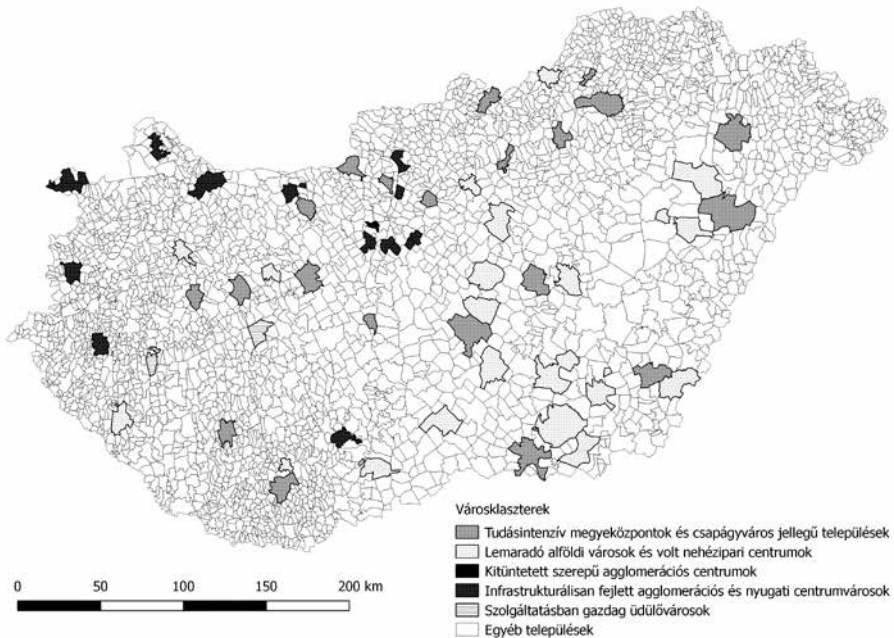 Városklaszterek
Tudásintenzív megyeközpontok és csapágyváros jellegű települések
Lemaradó alföldi városok és volt nehézipari centrumok
Kitüntetett szerepű agglomerációs centrumok
Infrastrukturálisan fejlett agglomerációs és nyugati centrumvárosok
Szolgáltatásban gazdag üdülővárosok
Egyéb települések
0 50 100 150 200 km